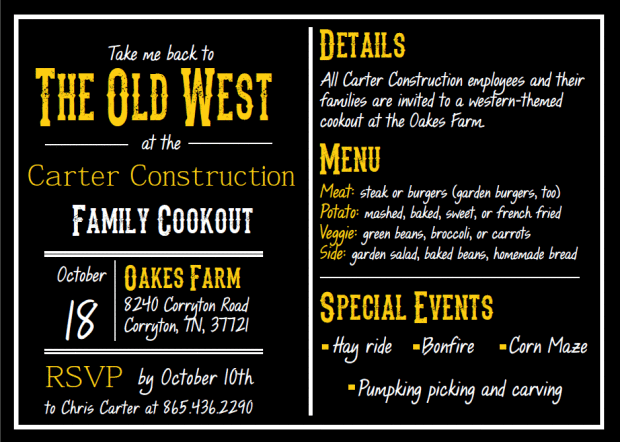 Take me back to
THE OLD WEST
at the
Carter Construction
FAMILY COOKOUT
October
18
OAKES FARM
8240 Corryton Road
Corryton, TN, 37721
RSVP by October 10th
to Chris Carter at 865.436.2290
DETAILS
All Carter Construction employees and their
families are invited to a western-themed
cookout at the Oakes Farm.
MENU
Meat: steak or burgers (garden burgers, too)
Potato: mashed, baked, sweet, or french fried
Veggie: green beans, broccoli, or carrots
Side: garden salad, baked beans, homemade bread
SPECIAL EVENTS
-Hay ride -Bonfire -Corn Maze
-Pumpking picking and carving